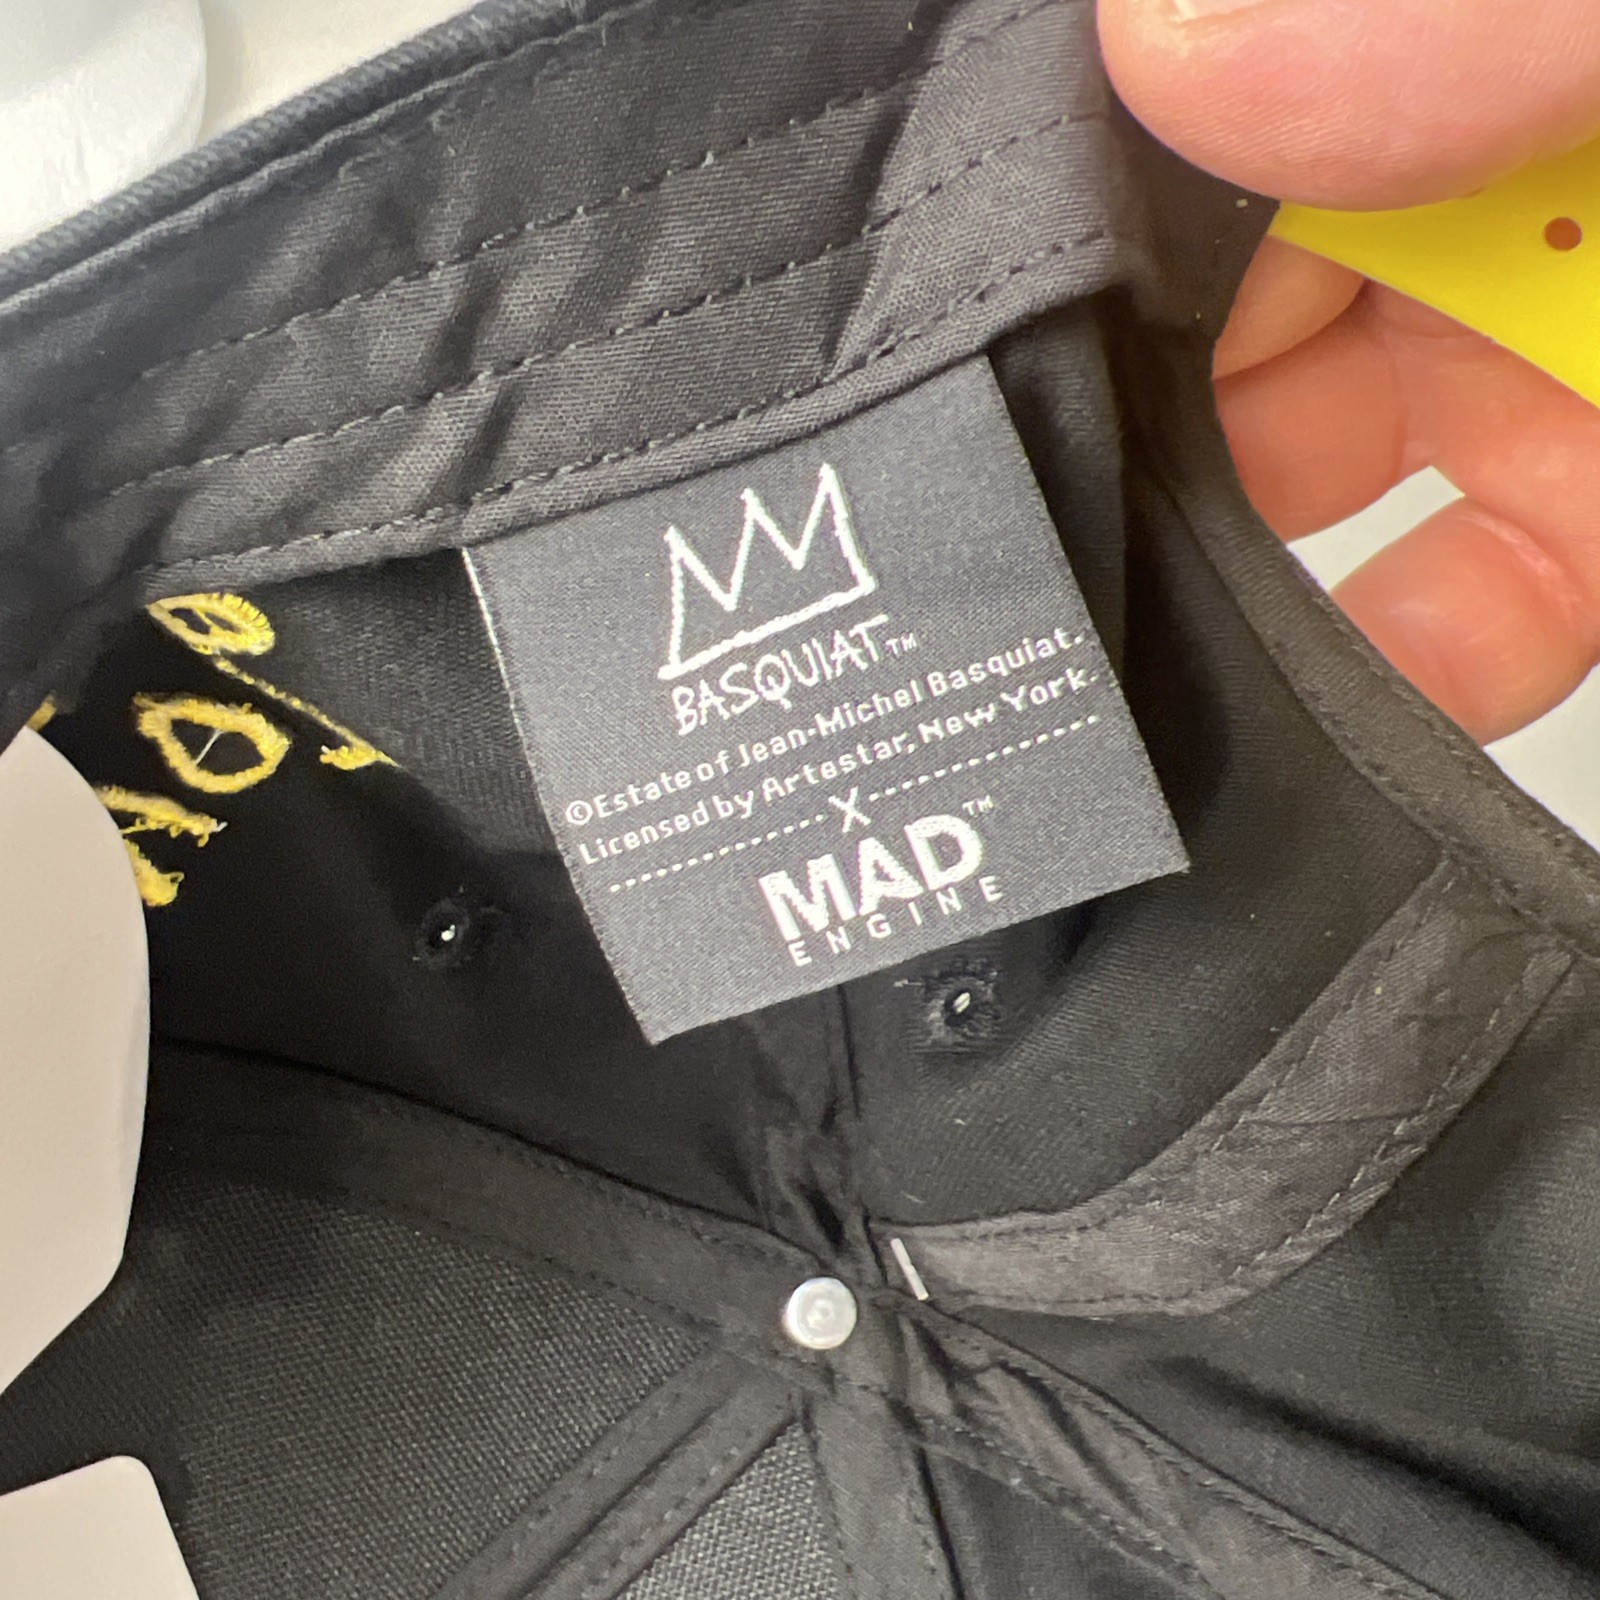 BASQUIAT™
©Estate of Jean-Michel Basquiat.
Licensed by Artestar, New York.
X
MAD™
ENGINE